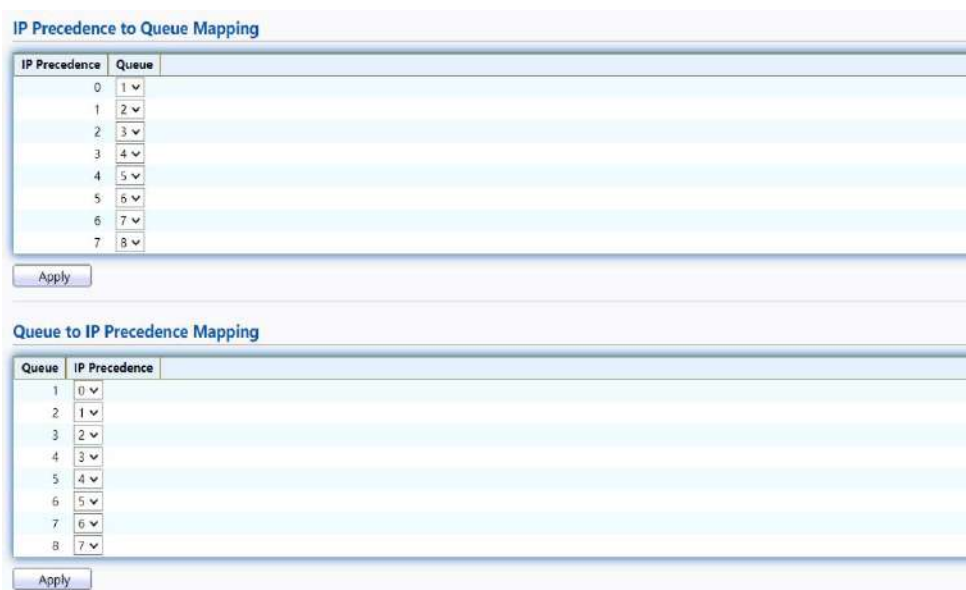 IP Precedence to Queue Mapping
IP Precedence Queue
0 1
1 2
2 3
3 4
4 5
5 6
6 7
7 8
Apply
Queue to IP Precedence Mapping
Queue IP Precedence
1 0
2 1
3 2
4 3
5 4
6 5
7 6
8 7
Apply